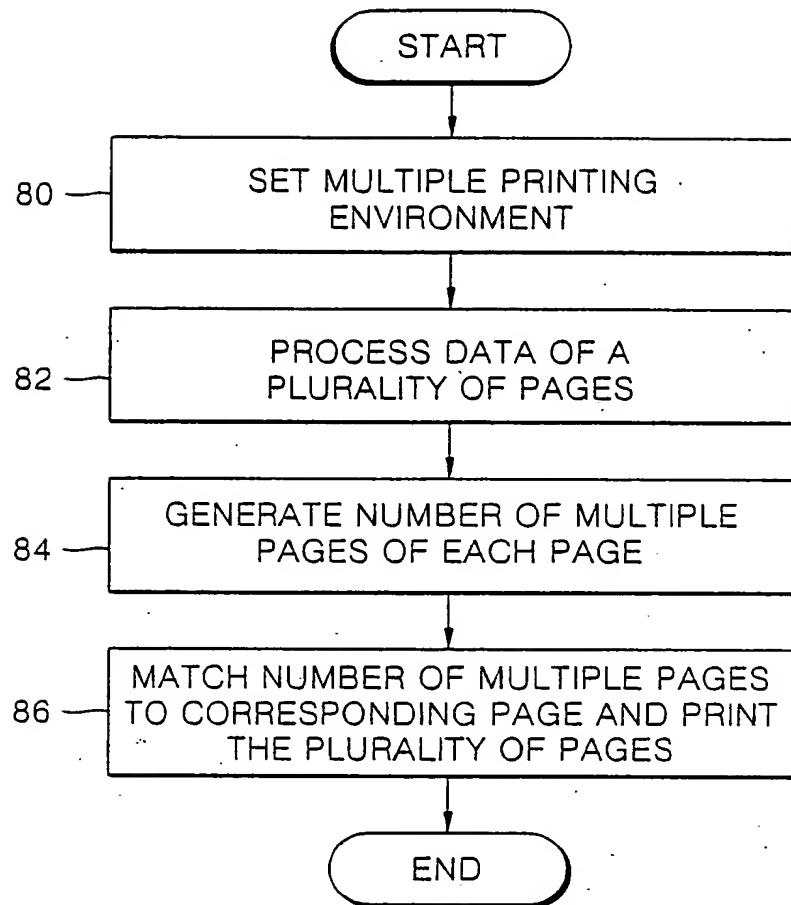 START
80
SET MULTIPLE PRINTING
ENVIRONMENT
82
PROCESS DATA OF A
PLURALITY OF PAGES
84
GENERATE NUMBER OF MULTIPLE
PAGES OF EACH PAGE
86
MATCH NUMBER OF MULTIPLE PAGES
TO CORRESPONDING PAGE AND PRINT
THE PLURALITY OF PAGES
END